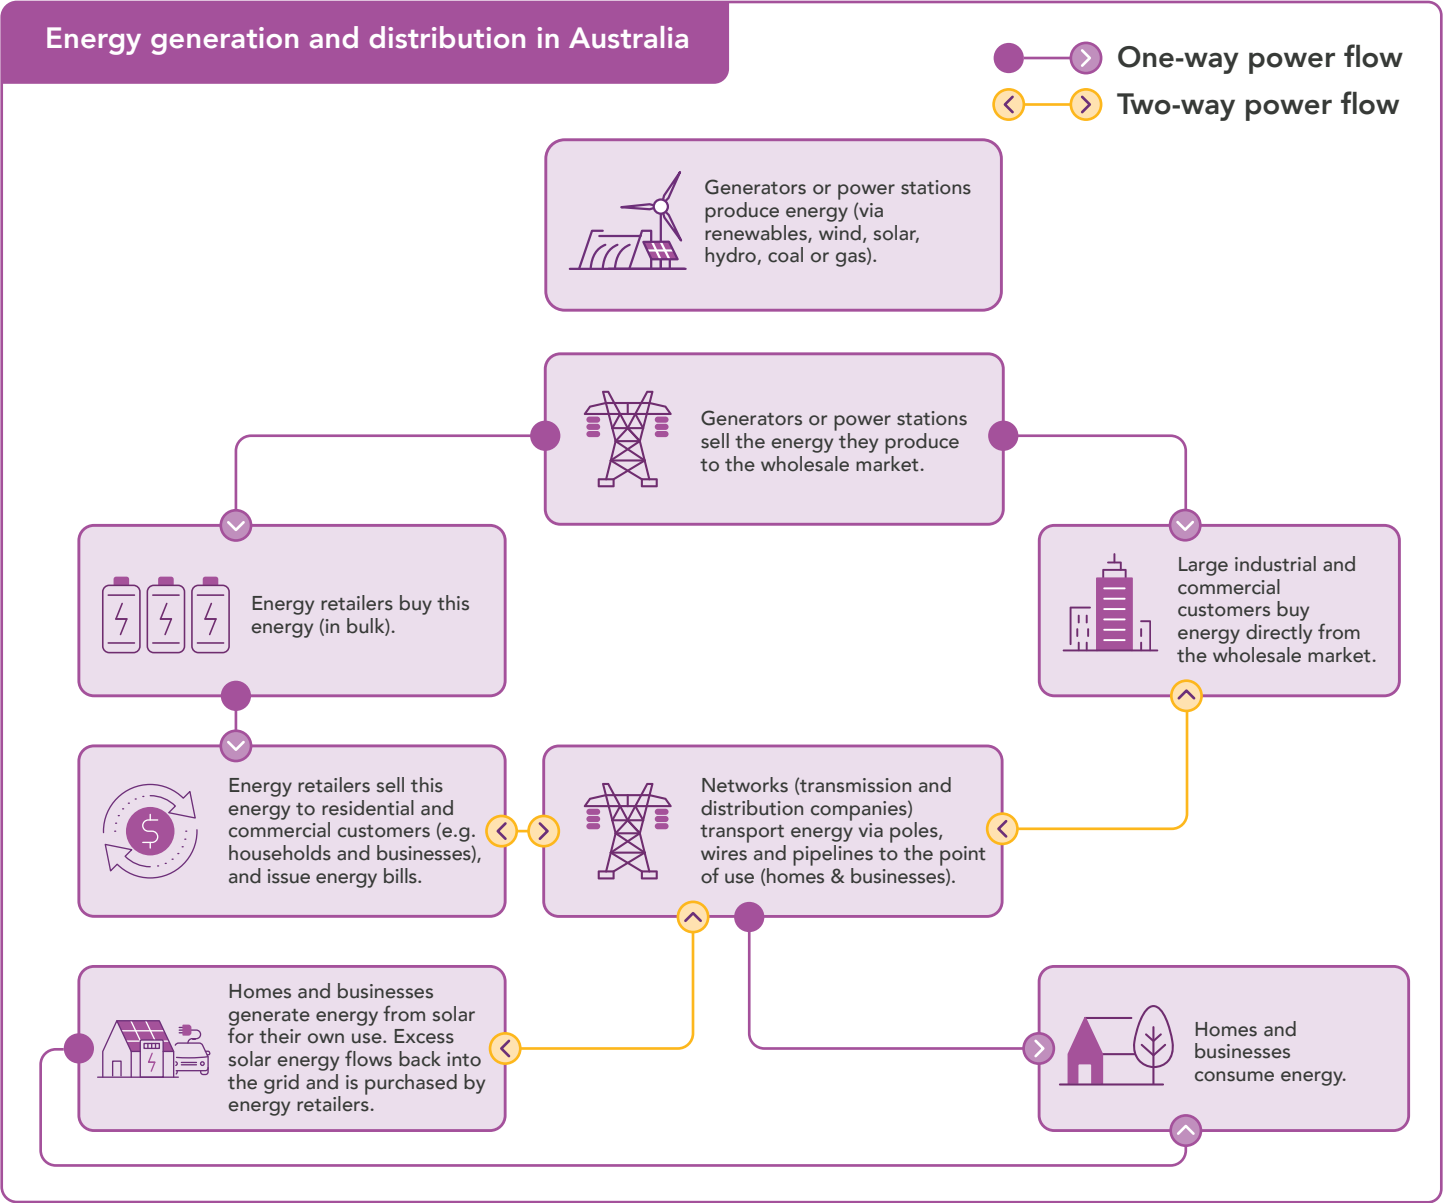 Energy generation and distribution in Australia
One-way power flow
Two-way power flow
Generators or power stations
produce energy (via
renewables, wind, solar,
hydro, coal or gas).
Generators or power stations
sell the energy they produce
to the wholesale market.
Energy retailers buy this
energy (in bulk).
Large industrial and
commercial
customers buy
energy directly from
the wholesale market.
Energy retailers sell this
energy to residential and
commercial customers (e.g.
households and businesses),
and issue energy bills.
$
Networks (transmission and
distribution companies)
transport energy via poles,
wires and pipelines to the point
of use (homes & businesses).
Homes and businesses
generate energy from solar
for their own use. Excess
solar energy flows back into
the grid and is purchased by
energy retailers.
Homes and
businesses
consume energy.